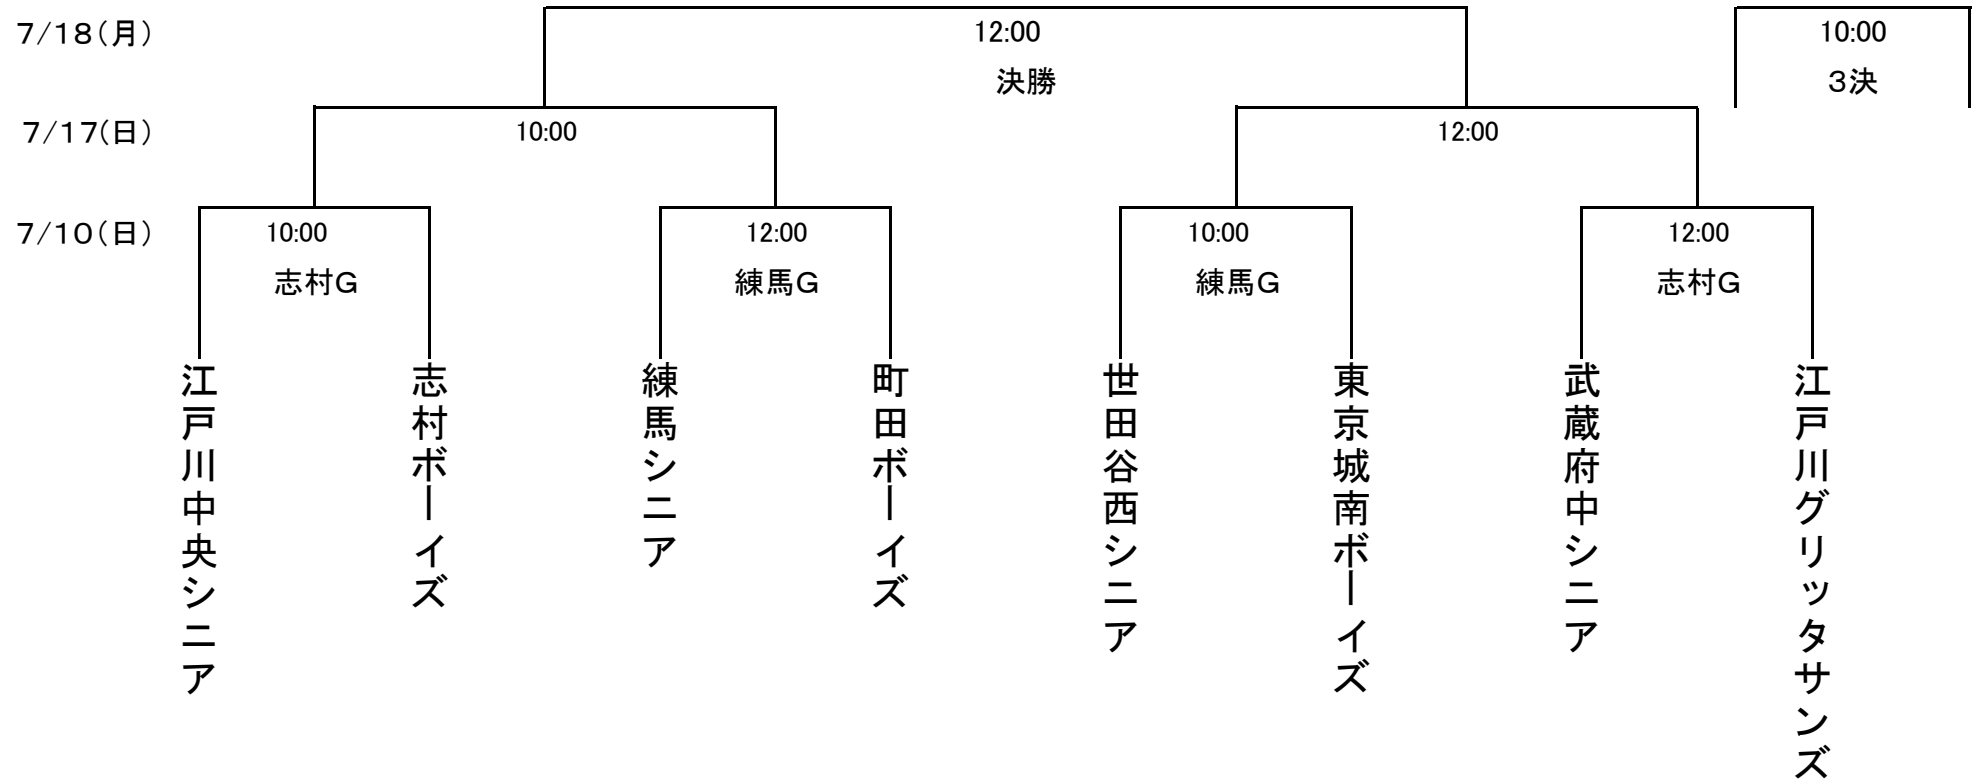 ７/１８（月）
12:00
10:00
決勝
３決
７/１７(日）
10:00
12:00
７/１０（日）
10:00
12:00
10:00
12:00
志村Ｇ
練馬Ｇ
練馬Ｇ
志村Ｇ
江戸川中央シニア
志村ボーイズ
練馬シニア
町田ボーイズ
世田谷西シニア
東京城南ボーイズ
武蔵府中シニア
江戸川グリッタサンズ